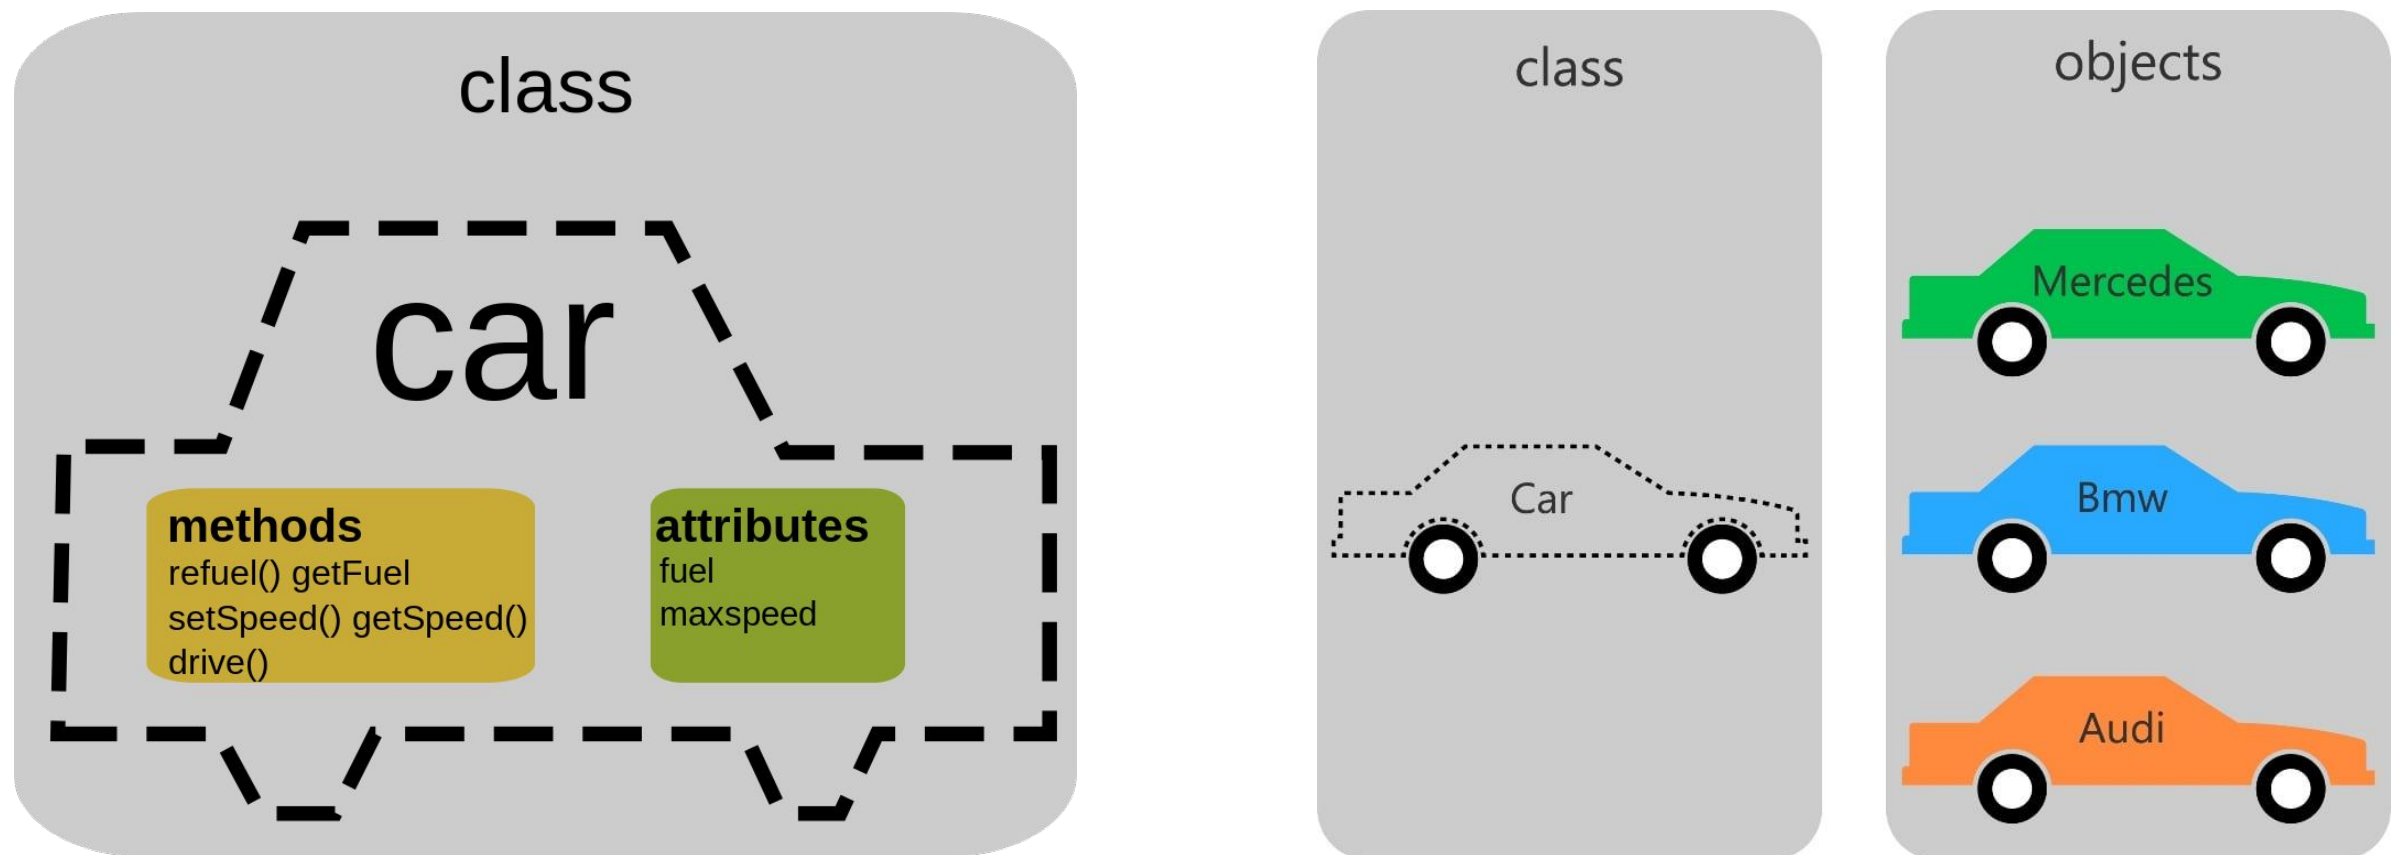 class
car
methods
refuel() getFuel
setSpeed() getSpeed()
drive()
attributes
fuel
maxspeed
class
Car
objects
Mercedes
Bmw
Audi